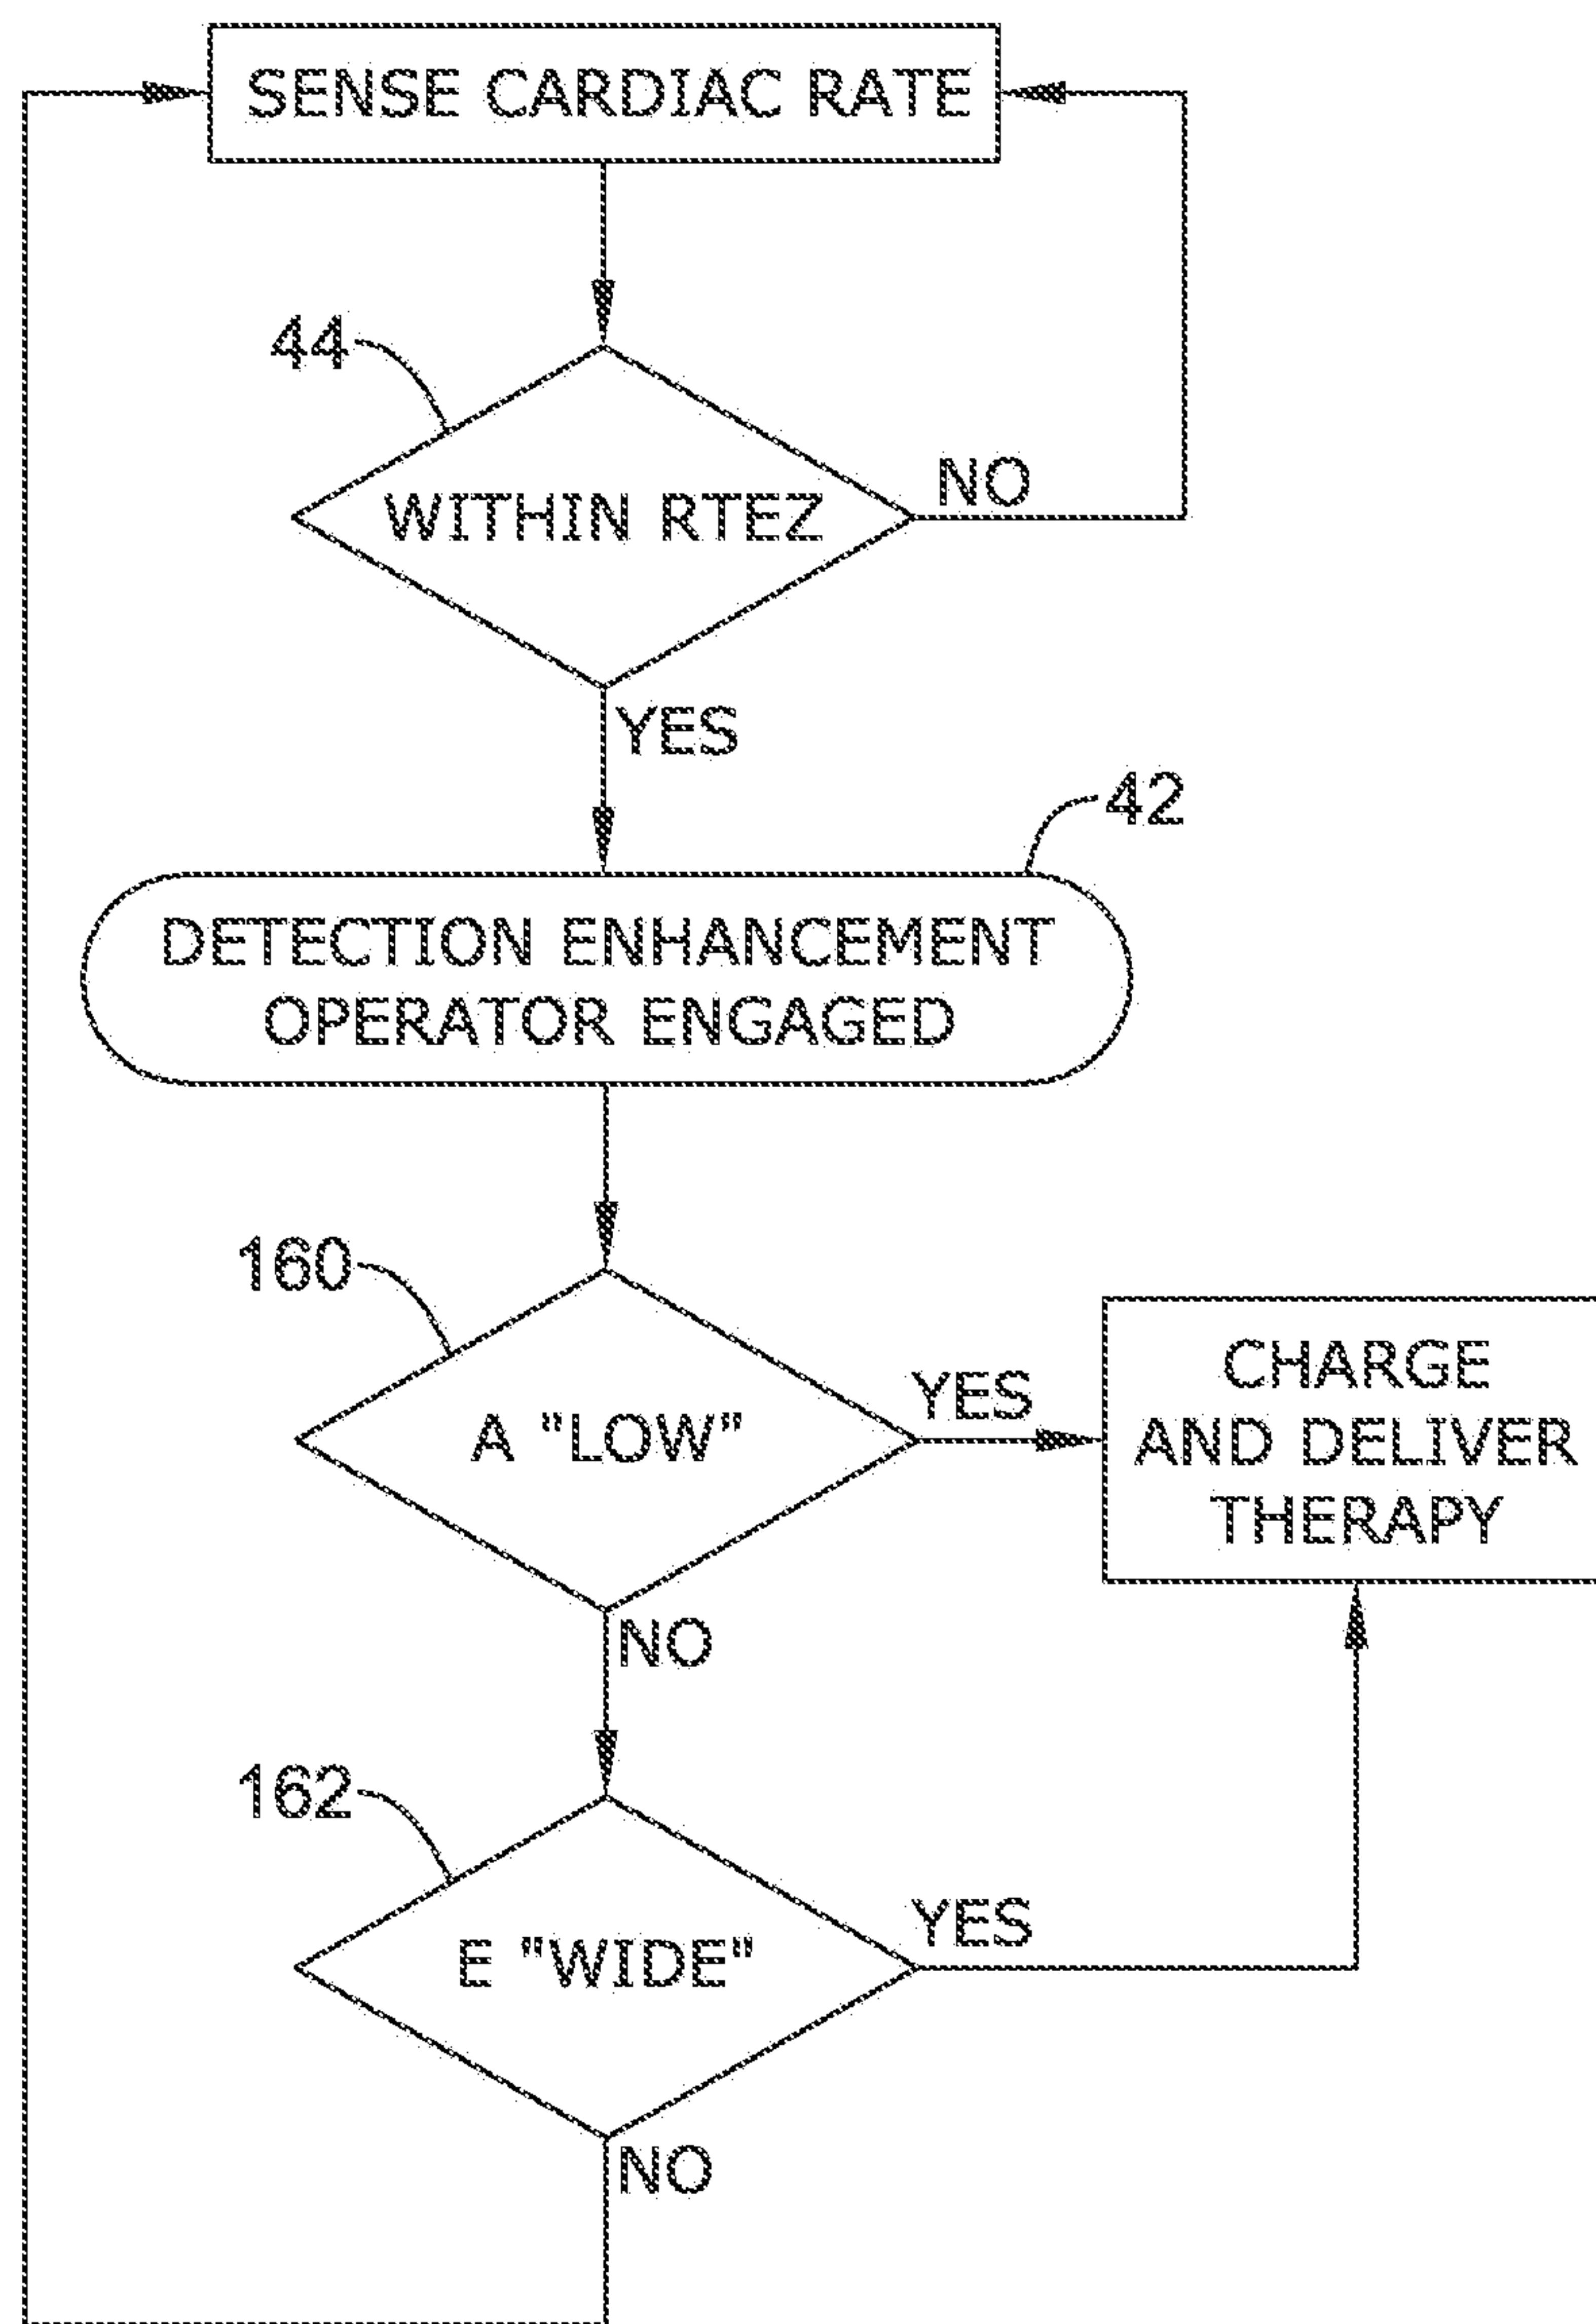 SENSE CARDIAC RATE
44
WITHIN RTEZ
NO
YES
42
DETECTION ENHANCEMENT
OPERATOR ENGAGED
160
A "LOW"
YES
CHARGE
AND DELIVER
THERAPY
NO
162
E "WIDE"
YES
NO